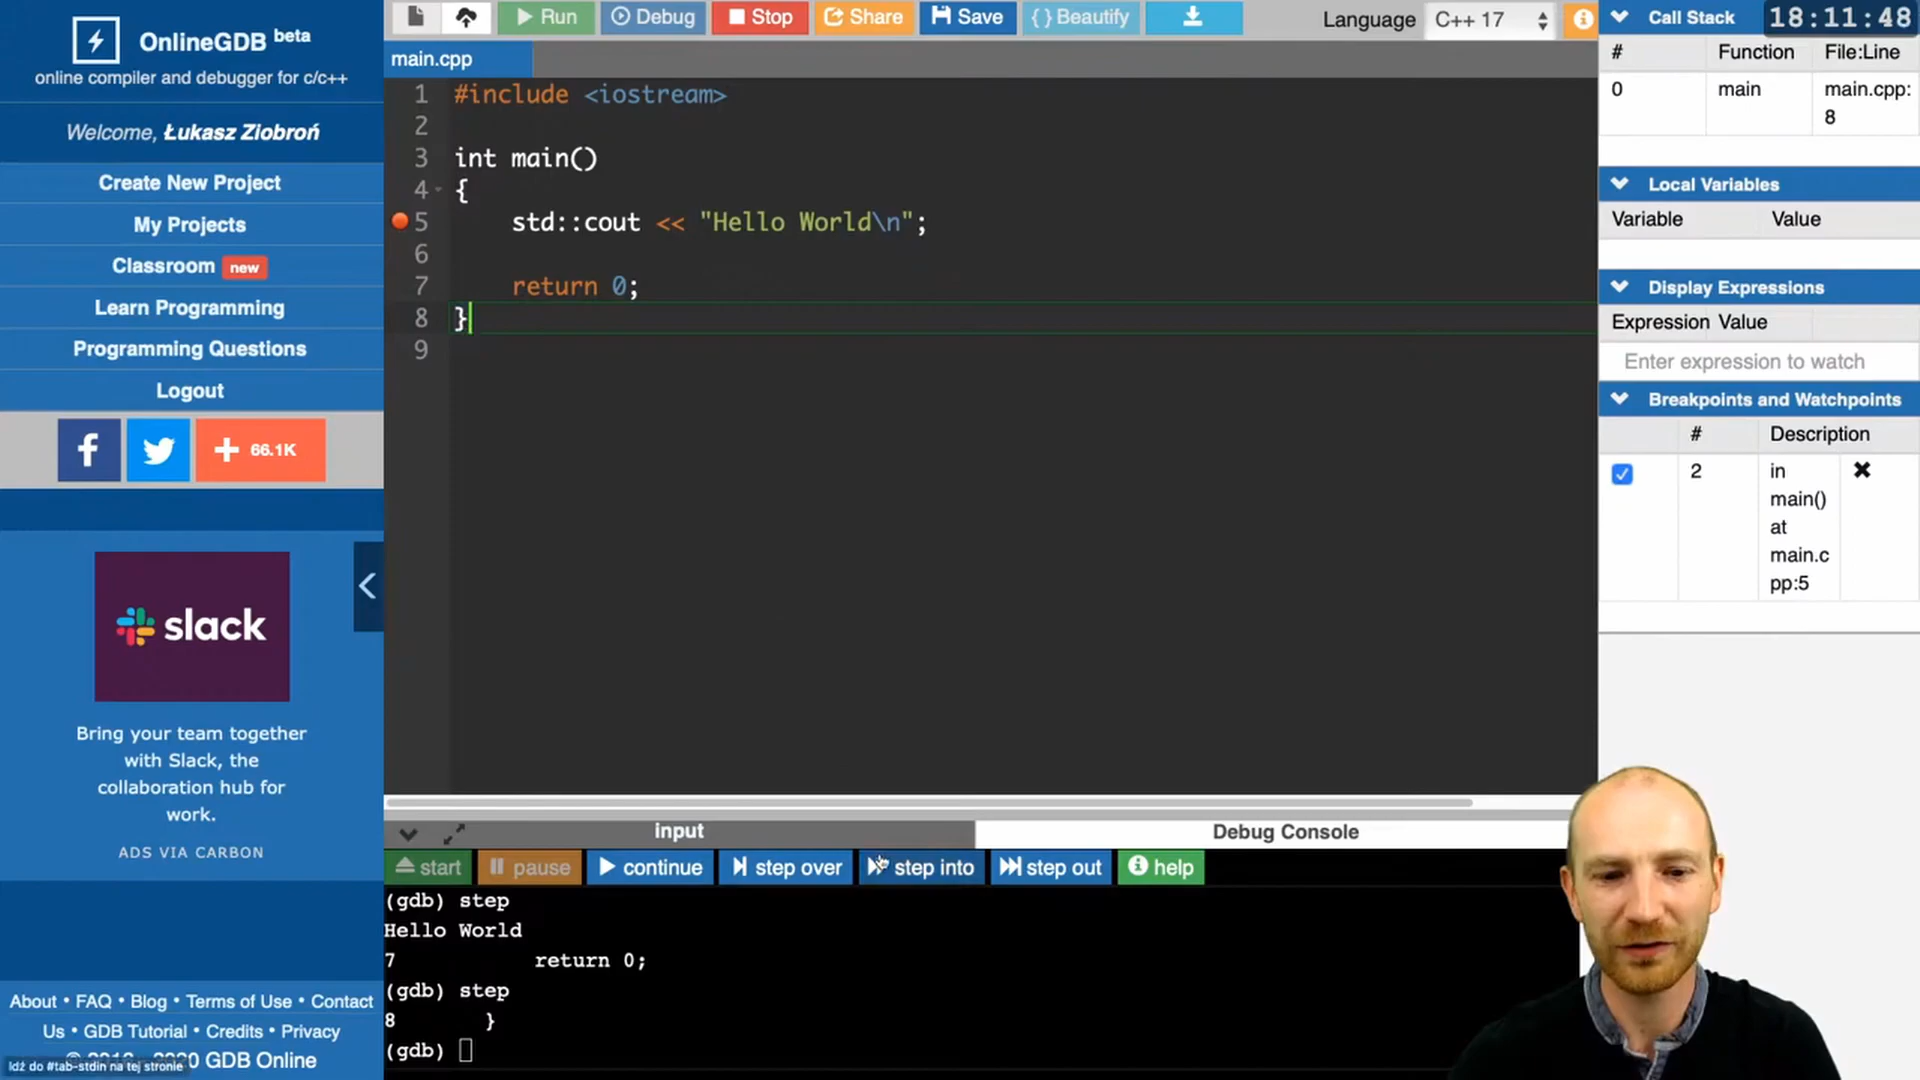 OnlineGDB beta
online compiler and debugger for c/c++
Welcome, Łukasz Ziobroń
Create New Project
My Projects
Classroom new
Learn Programming
Programming Questions
Logout
66.1K
slack
Bring your team together
with Slack, the
collaboration hub for
work.
ADS VIA CARBON
About • FAQ • Blog • Terms of Use • Contact
Us • GDB Tutorial • Credits • Privacy
GDB Online
Idź do #tab-stdin na tej stronie
Run
Debug
Stop
Share
Save
{ } Beautify
Language
C++ 17
main.cpp
1 #include <iostream>
2
3 int main()
4 {
5 std::cout << "Hello World\n";
6
7 return 0;
8 }
9
input
Debug Console
start
pause
continue
step over
step into
step out
help
(gdb) step
Hello World
7 return 0;
(gdb) step
8 }
(gdb)
Call Stack
18:11:48
# Function File:Line
0 main main.cpp:
8
Local Variables
Variable Value
Display Expressions
Expression Value
Enter expression to watch
Breakpoints and Watchpoints
# Description
2 in
main()
at
main.c
pp:5